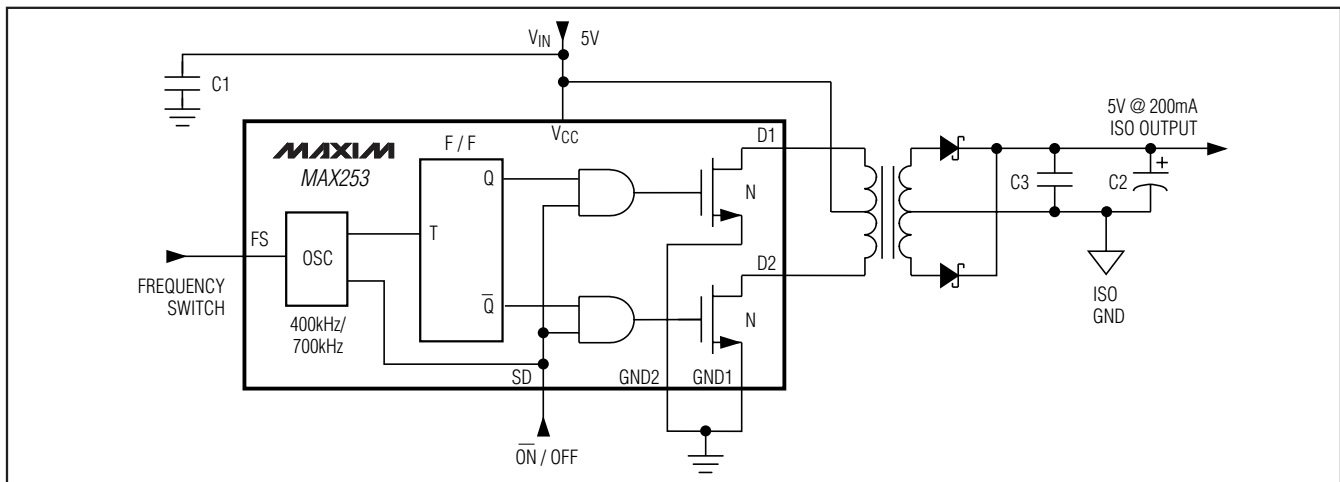 VIN 5V
C1
5V @ 200mA
ISO OUTPUT
VCC
D1
MAXIM
MAX253
F / F
Q
N
C3
C2
+
FS
OSC
T
D2
FREQUENCY
SWITCH
Q̅
N
ISO
GND
400kHz/
700kHz
SD
GND2
GND1
O̅N̅ / OFF